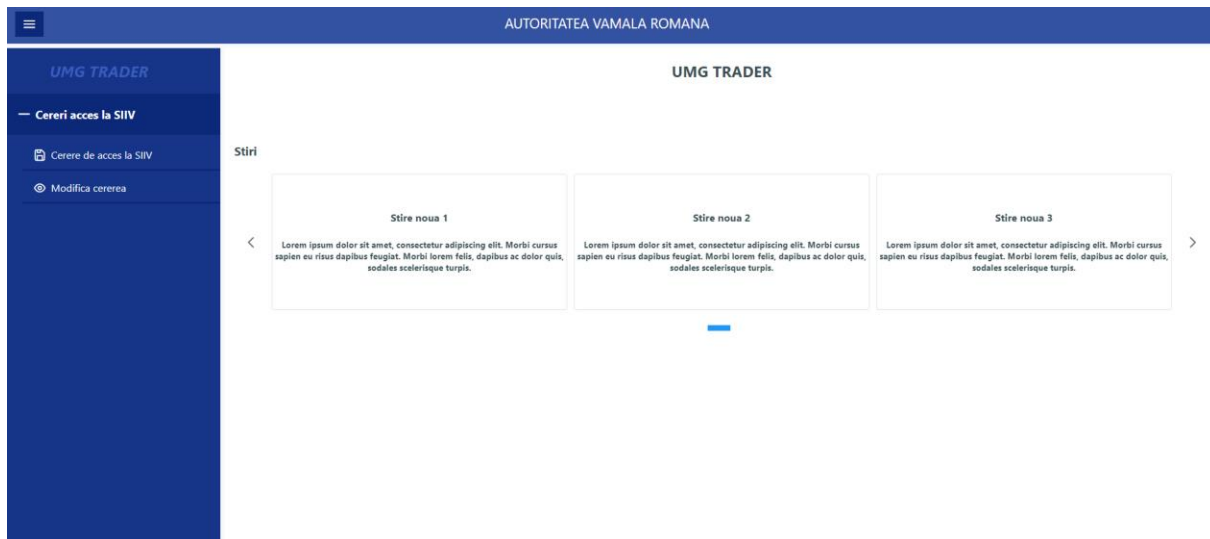 AUTORITATEA VAMALA ROMANA
UMG TRADER
Cereri acces la SIIV
Cerere de acces la SIIV
Modifica cererea
UMG TRADER
Stiri
Stire noua 1
Lorem ipsum dolor sit amet, consectetur adipiscing elit. Morbi cursus
sapien eu risus dapibus feugiat. Morbi lorem felis, dapibus ac dolor quis,
sodales scelerisque turpis.
Stire noua 2
Lorem ipsum dolor sit amet, consectetur adipiscing elit. Morbi cursus
sapien eu risus dapibus feugiat. Morbi lorem felis, dapibus ac dolor quis,
sodales scelerisque turpis.
Stire noua 3
Lorem ipsum dolor sit amet, consectetur adipiscing elit. Morbi cursus
sapien eu risus dapibus feugiat. Morbi lorem felis, dapibus ac dolor quis,
sodales scelerisque turpis.